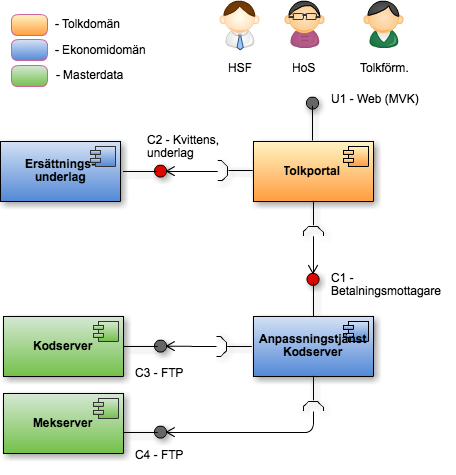 - Tolkdomän
- Ekonomidomän
- Masterdata
HSF
HoS
Tolkförm.
U1 - Web (MVK)
C2 - Kvittens,
underlag
Ersättnings-
underlag
Tolkportal
C1 -
Betalningsmottagare
Kodserver
Anpassningstjänst
Kodserver
C3 - FTP
Mekserver
C4 - FTP